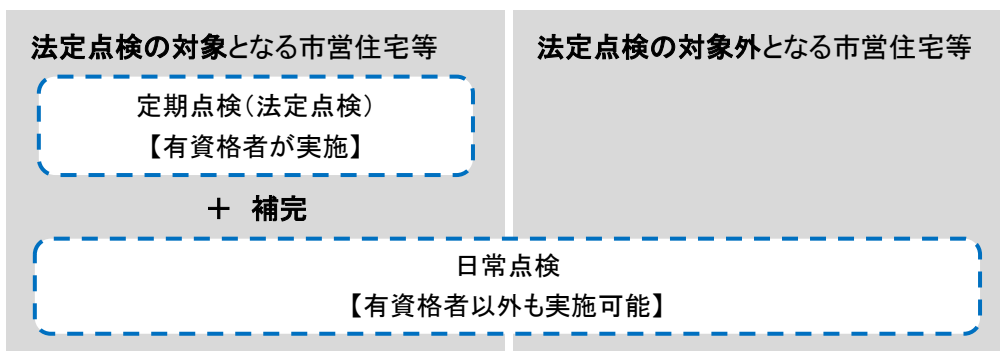 法定点検の対象となる市営住宅等
定期点検(法定点検)
【有資格者が実施】
＋ 補完
法定点検の対象外となる市営住宅等
日常点検
【有資格者以外も実施可能】